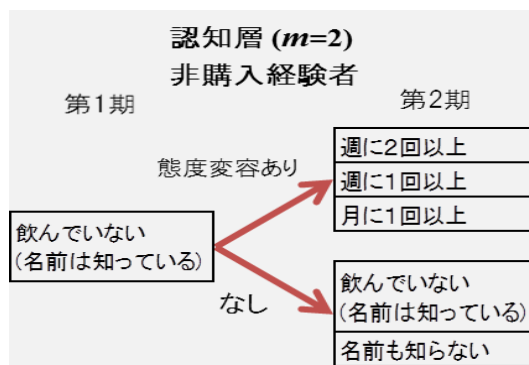 認知層 (m=2)
非購入経験者
第1期
第2期
態度変容あり
週に2回以上
週に1回以上
月に1回以上
飲んでいない
(名前は知っている)
なし
飲んでいない
(名前は知っている)
名前も知らない